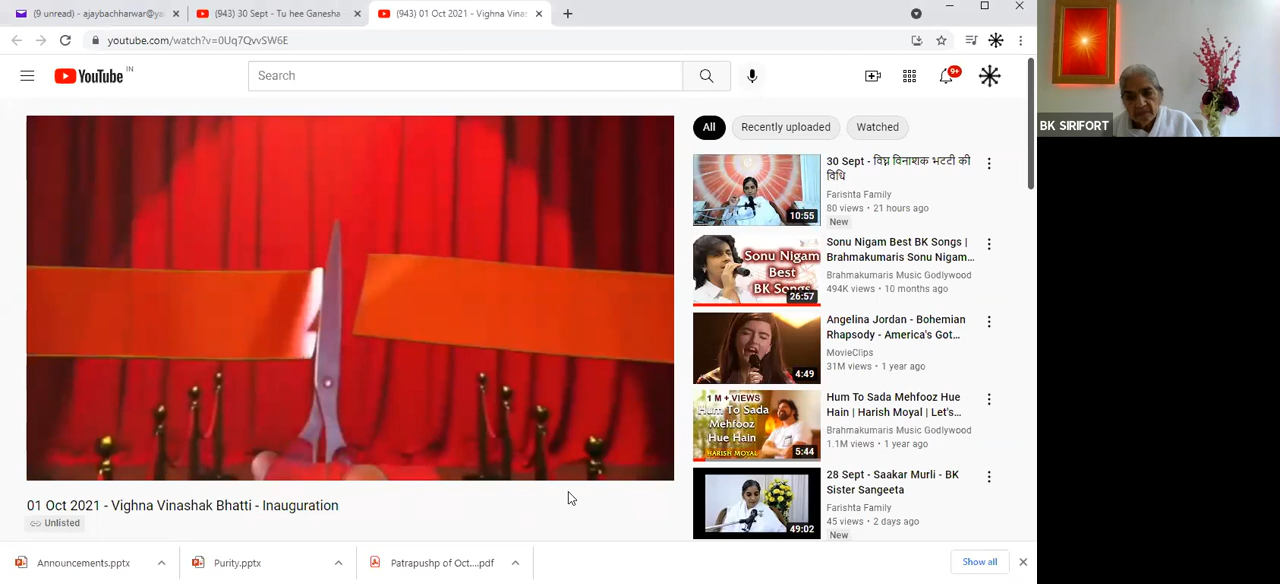 (9 unread) - ajaybachharwar@ya
(943) 30 Sept - Tu hee Ganesha
(943) 01 Oct 2021 - Vighna Vinas
youtube.com/watch?v=0Uq7QvvSW6E
YouTube IN
Search
9+
All
Recently uploaded
Watched
30 Sept - विघ्न विनाशक भटटी की
विधि
Farishta Family
80 views • 21 hours ago
New
10:55
Sonu Nigam Best BK Songs |
Brahmakumaris Sonu Nigam...
Brahmakumaris Music Godlywood
494K views • 10 months ago
Sonu Nigam
Best
BK Songs
26:57
Angelina Jordan - Bohemian
Rhapsody - America's Got...
MovieClips
31M views • 1 year ago
4:49
Hum To Sada Mehfooz Hue
Hain | Harish Moyal | Let's...
Brahmakumaris Music Godlywood
1.1M views • 1 year ago
1 M + VIEWS
Hum To Sada
Mehfooz
Hue Hain
HARISH MOYAL
5:44
28 Sept - Saakar Murli - BK
Sister Sangeeta
Farishta Family
45 views • 2 days ago
New
49:02
01 Oct 2021 - Vighna Vinashak Bhatti - Inauguration
Unlisted
Announcements.pptx
Purity.pptx
Patrapushp of Oct....pdf
Show all
BK SIRIFORT